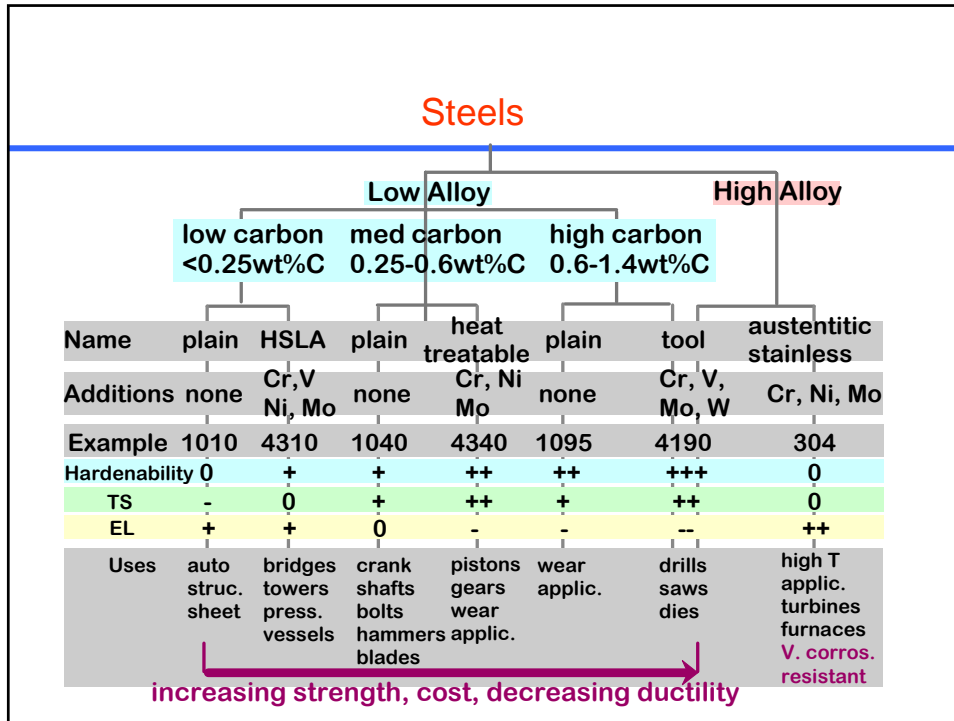 Steels
Low Alloy High Alloy
low carbon med carbon high carbon
<0.25wt%C 0.25-0.6wt%C 0.6-1.4wt%C
Name plain HSLA plain heat treatable plain tool austentitic stainless
Additions none Cr,V Ni, Mo none Cr, Ni Mo none Cr, V, Mo, W Cr, Ni, Mo
Example 1010 4310 1040 4340 1095 4190 304
Hardenability 0 + + ++ ++ +++ 0
TS - 0 + ++ + ++ 0
EL + + 0 - - -- ++
Uses auto bridges crank pistons wear drills high T
struc. towers shafts gears applic. saws applic.
sheet press. bolts wear dies turbines
vessels hammers applic. furnaces
blades V. corros.
resistant
increasing strength, cost, decreasing ductility